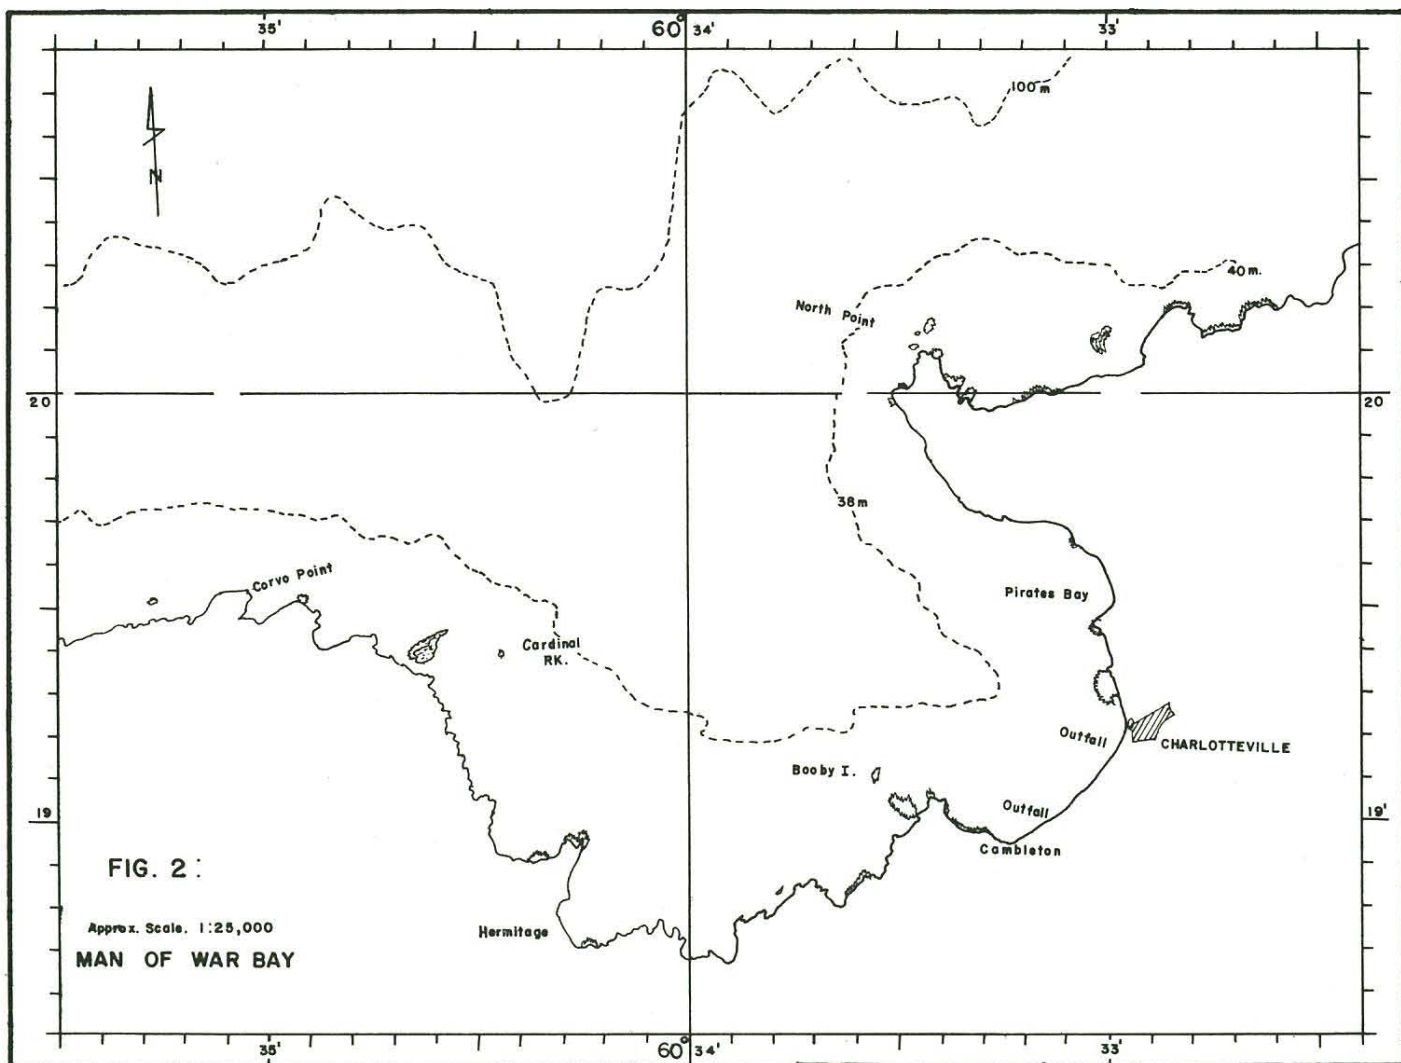 35' 60° 34' 33'
100 m
N
40 m.
North Point
20 20
38 m
Corvo Point
Pirates Bay
Cardinal
RK.
Outfall
CHARLOTTEVILLE
Booby I.
Outfall
19 19'
Cambleton
FIG. 2 :
Approx. Scale. 1:25,000
Hermitage
MAN OF WAR BAY
35' 60° 34' 33'